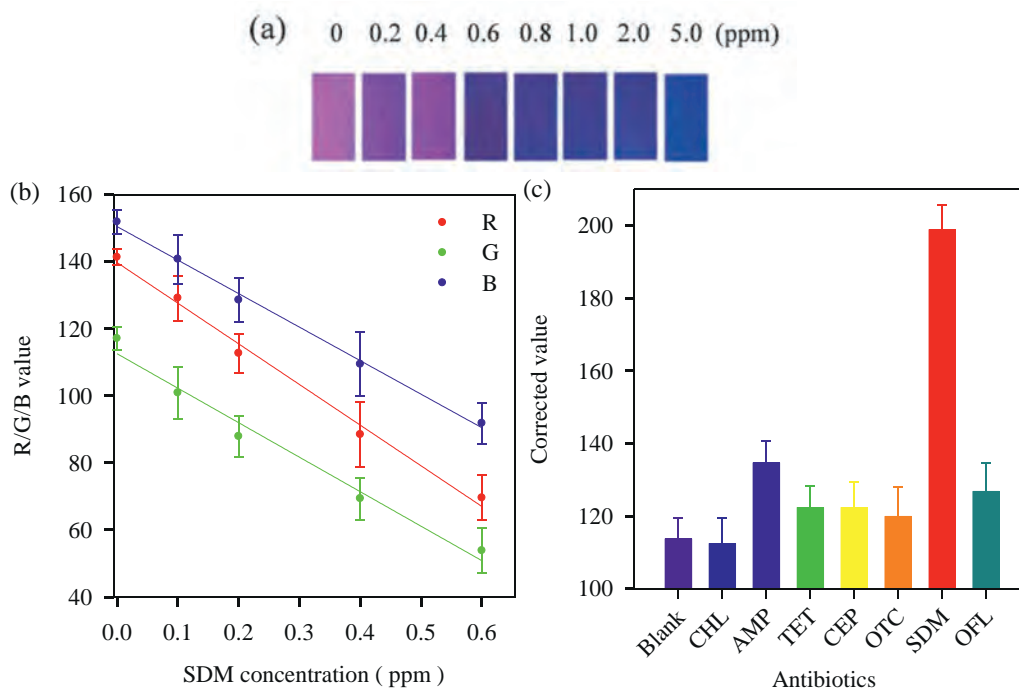 (a) 0 0.2 0.4 0.6 0.8 1.0 2.0 5.0 (ppm)
(b)
R/G/B value
160
140
120
100
80
60
40
R
G
B
0.0 0.1 0.2 0.3 0.4 0.5 0.6
SDM concentration ( ppm )
(c)
Corrected value
200
180
160
140
120
100
Blank CHL AMP TET CEP OTC SDM OFL
Antibiotics